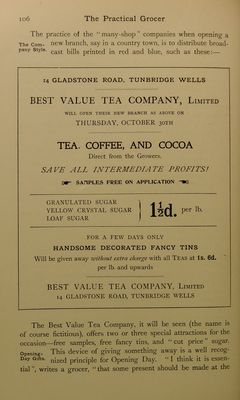 106 The Practical Grocer
The practice of the "many-shop" companies when opening a
The Com- new branch, say in a country town, is to distribute broad-
pany Style. cast bills printed in red and blue, such as these:—
14 GLADSTONE ROAD, TUNBRIDGE WELLS
BEST VALUE TEA COMPANY, LIMITED
WILL OPEN THEIR NEW BRANCH AS ABOVE ON
THURSDAY, OCTOBER 30TH
TEA, COFFEE, AND COCOA
Direct from the Growers.
SAVE ALL INTERMEDIATE PROFITS!
SAMPLES FREE ON APPLICATION
GRANULATED SUGAR
YELLOW CRYSTAL SUGAR } 1½d. per lb.
LOAF SUGAR
FOR A FEW DAYS ONLY
HANDSOME DECORATED FANCY TINS
Will be given away without extra charge with all TEAS at 1s. 6d.
per lb. and upwards
BEST VALUE TEA COMPANY, LIMITED
14 GLADSTONE ROAD, TUNBRIDGE WELLS
The Best Value Tea Company, it will be seen (the name is
of course fictitious), offers two or three special attractions for the
occasion—free samples, free fancy tins, and "cut price" sugar.
Opening- This device of giving something away is a well recog-
Day Gifts. nized principle for Opening Day. "I think it is essen-
tial", writes a grocer, "that some present should be made at the